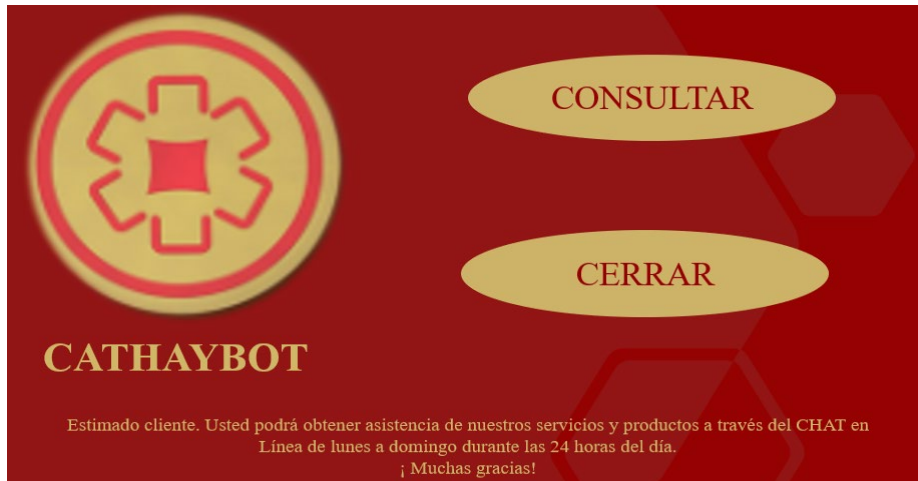 CONSULTAR
CERRAR
CATHAYBOT
Estimado cliente. Usted podrá obtener asistencia de nuestros servicios y productos a través del CHAT en
Línea de lunes a domingo durante las 24 horas del día.
¡ Muchas gracias!